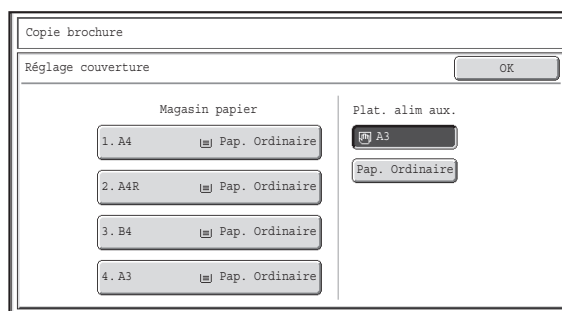 Copie brochure
Réglage couverture
OK
Magasin papier
1. A4 Pap. Ordinaire
2. A4R Pap. Ordinaire
3. B4 Pap. Ordinaire
4. A3 Pap. Ordinaire
Plat. alim aux.
A3
Pap. Ordinaire